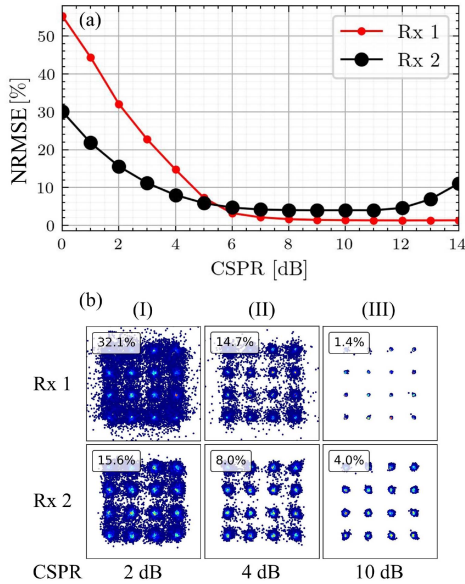 (a)
Rx 1
Rx 2
NRMSE [%]
50
40
30
20
10
0
0 2 4 6 8 10 12 14
CSPR [dB]
(b)
(I) (II) (III)
Rx 1 32.1% 14.7% 1.4%
Rx 2 15.6% 8.0% 4.0%
CSPR 2 dB 4 dB 10 dB